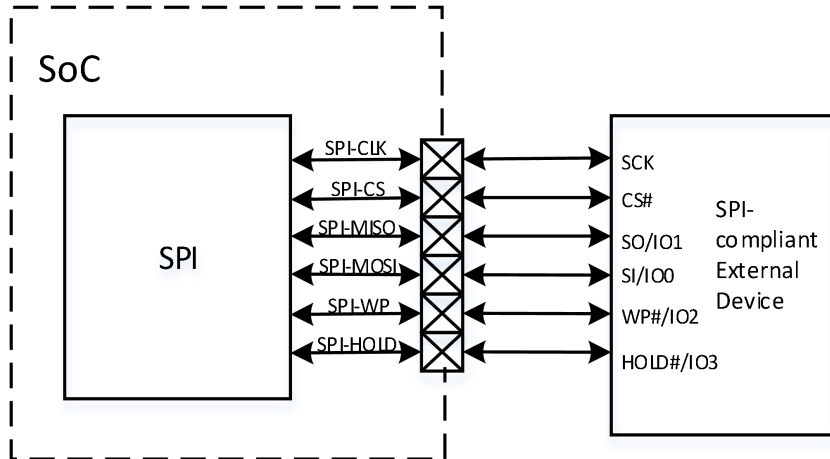 SoC
SPI
SPI-CLK
SPI-CS
SPI-MISO
SPI-MOSI
SPI-WP
SPI-HOLD
SCK
CS#
SO/IO1
SI/IO0
WP#/IO2
HOLD#/IO3
SPI-
compliant
External
Device